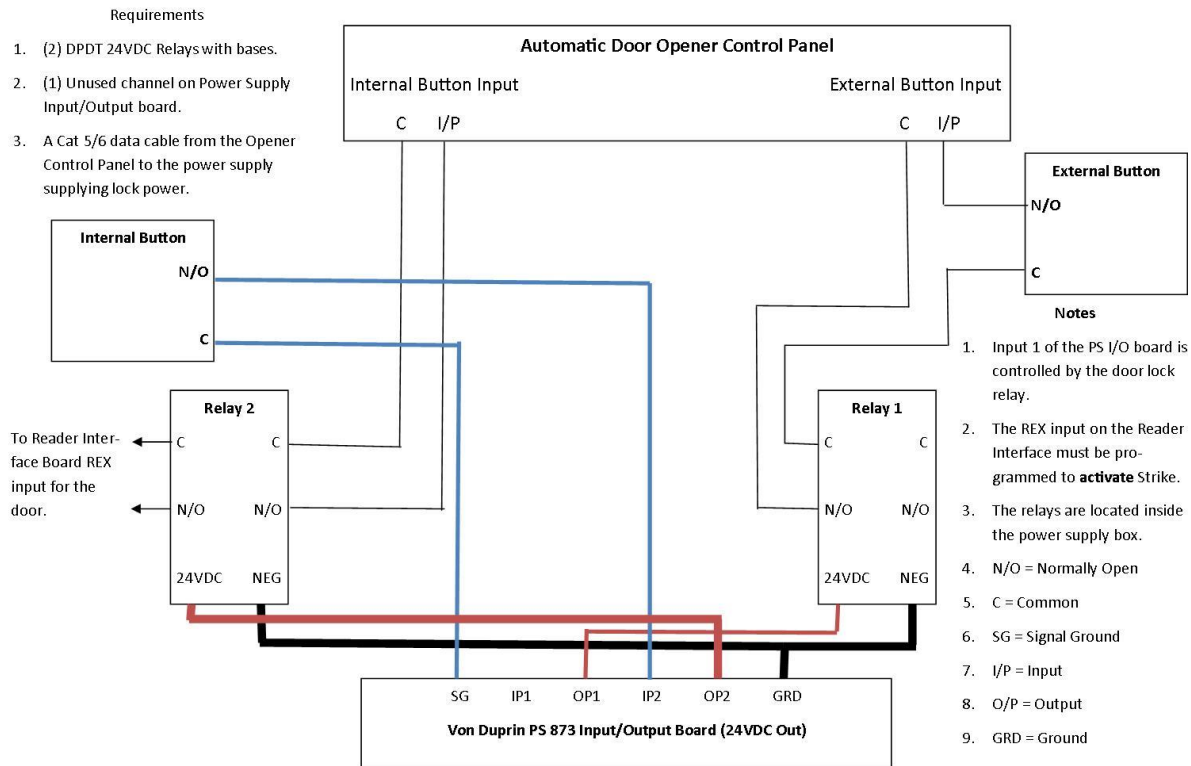 Requirements
1. (2) DPDT 24VDC Relays with bases.
2. (1) Unused channel on Power Supply
Input/Output board.
3. A Cat 5/6 data cable from the Opener
Control Panel to the power supply
supplying lock power.
Automatic Door Opener Control Panel
Internal Button Input
External Button Input
C I/P
C I/P
External Button
N/O
C
Internal Button
N/O
C
Notes
1. Input 1 of the PS I/O board is
controlled by the door lock
relay.
2. The REX input on the Reader
Interface must be pro-
grammed to activate Strike.
3. The relays are located inside
the power supply box.
4. N/O = Normally Open
5. C = Common
6. SG = Signal Ground
7. I/P = Input
8. O/P = Output
9. GRD = Ground
To Reader Inter-
face Board REX
input for the
door.
Relay 2
C C
N/O N/O
24VDC NEG
Relay 1
C C
N/O N/O
24VDC NEG
SG IP1 OP1 IP2 OP2 GRD
Von Duprin PS 873 Input/Output Board (24VDC Out)